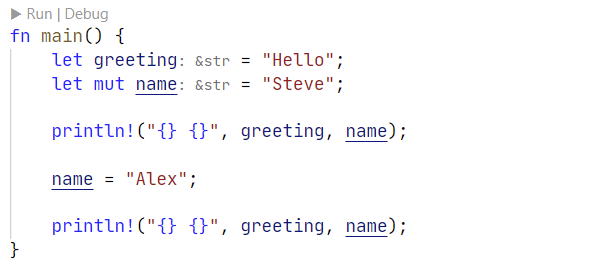 ▶ Run | Debug
fn main() {
    let greeting: &str = "Hello";
    let mut name: &str = "Steve";
    println!("{} {}", greeting, name);
    name = "Alex";
    println!("{} {}", greeting, name);
}